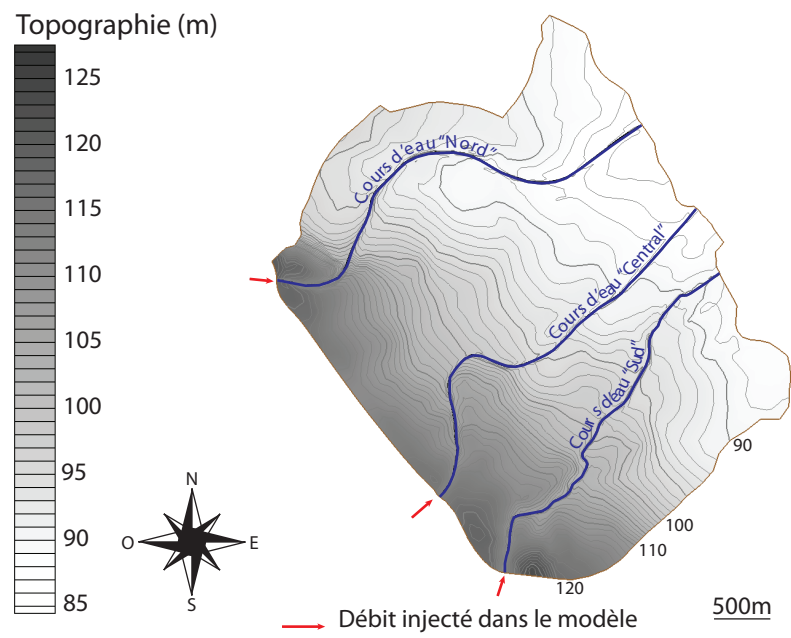 Topographie (m)
125
120
115
110
105
100
95
90
85
Cours d'eau "Nord"
Cours d'eau "Central"
Cours d'eau "Sud"
90
100
110
120
N
O
E
S
Débit injecté dans le modèle
500m